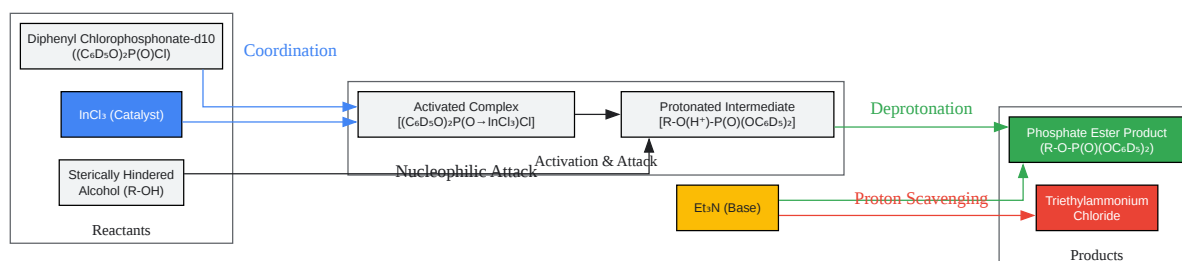 Diphenyl Chlorophosphonate-d10
((C₆D₅O)₂P(O)Cl)
InCl₃ (Catalyst)
Sterically Hindered
Alcohol (R-OH)
Reactants
Coordination
Activated Complex
[(C₆D₅O)₂P(O→InCl₃)Cl]
Protonated Intermediate
[R-O(H⁺)-P(O)(OC₆D₅)₂]
Activation & Attack
Nucleophilic Attack
Deprotonation
Et₃N (Base)
Proton Scavenging
Phosphate Ester Product
(R-O-P(O)(OC₆D₅)₂)
Triethylammonium
Chloride
Products